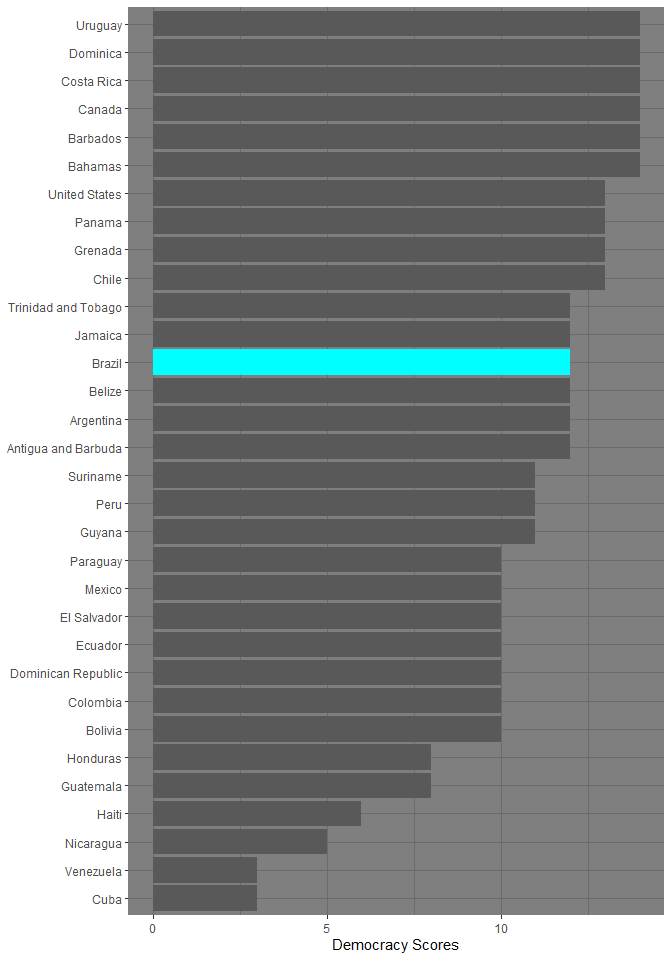 Uruguay
Dominica
Costa Rica
Canada
Barbados
Bahamas
United States
Panama
Grenada
Chile
Trinidad and Tobago
Jamaica
Brazil
Belize
Argentina
Antigua and Barbuda
Suriname
Peru
Guyana
Paraguay
Mexico
El Salvador
Ecuador
Dominican Republic
Colombia
Bolivia
Honduras
Guatemala
Haiti
Nicaragua
Venezuela
Cuba
0 5 10
Democracy Scores